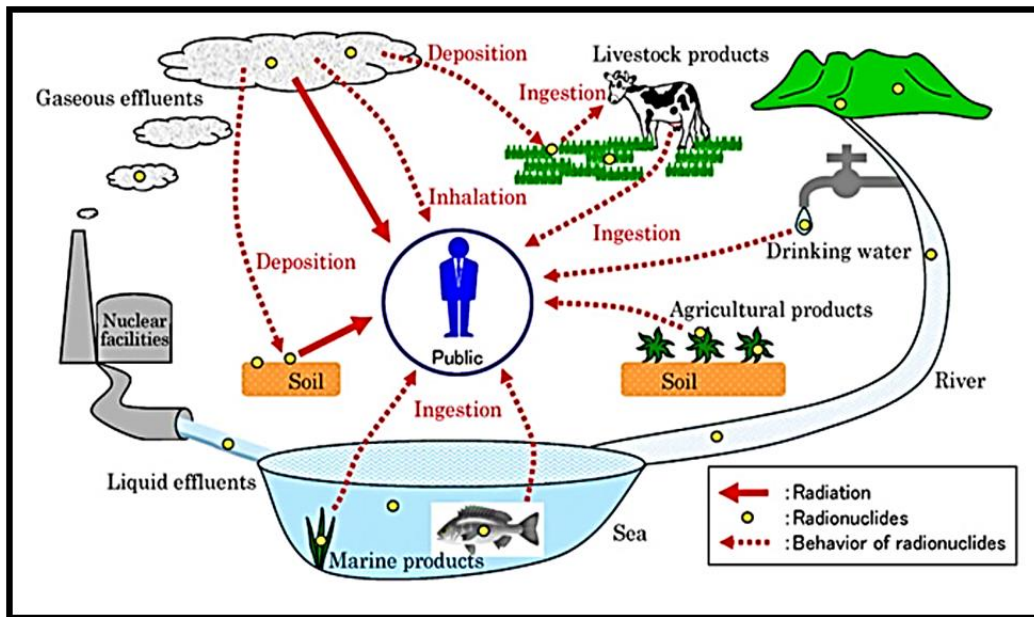 Deposition
Livestock products
Ingestion
Gaseous effluents
Inhalation
Ingestion
Deposition
Drinking water
Nuclear
facilities
Agricultural products
Public
Soil
Soil
River
Ingestion
Liquid effluents
Sea
Marine products
:Radiation
:Radionuclides
:Behavior of radionuclides